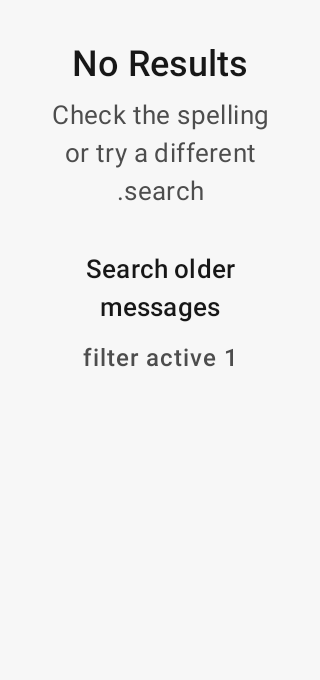 No Results
Check the spelling
or try a different
.search
Search older
messages
filter active 1